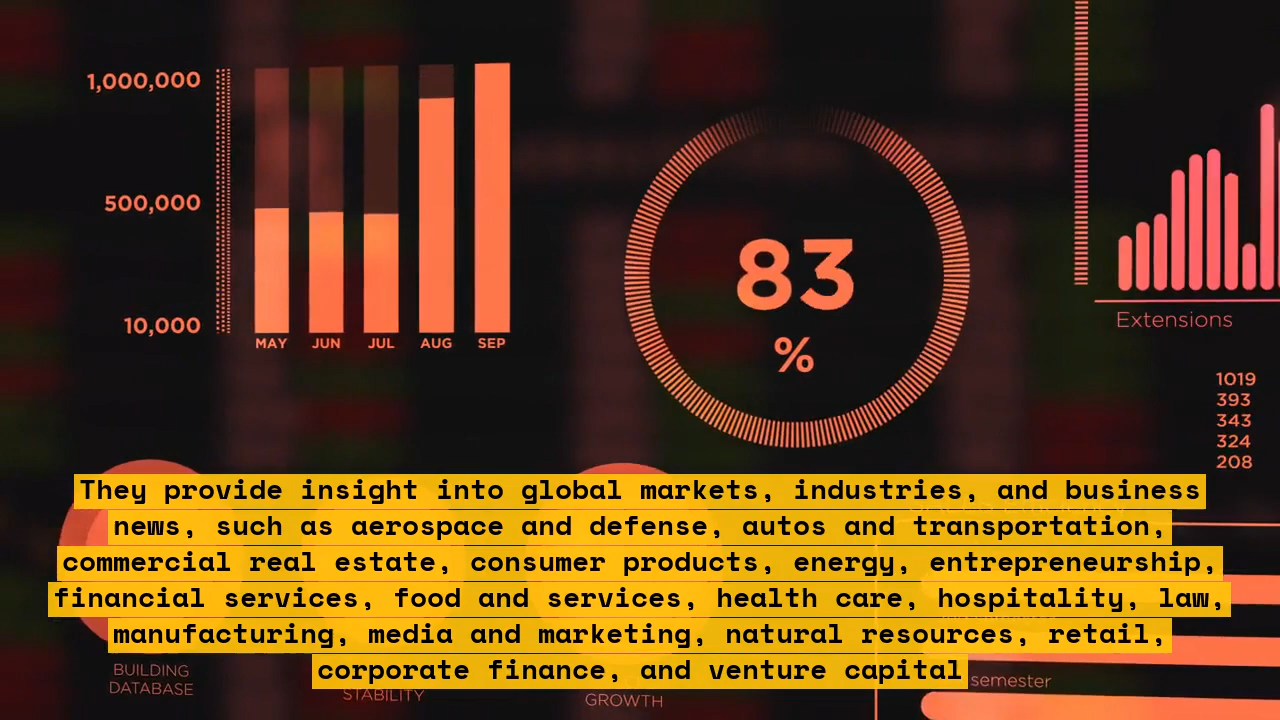 1,000,000
500,000
10,000
MAY JUN JUL AUG SEP
83
%
Extensions
1019
393
343
324
208
They provide insight into global markets, industries, and business
news, such as aerospace and defense, autos and transportation,
commercial real estate, consumer products, energy, entrepreneurship,
financial services, food and services, health care, hospitality, law,
manufacturing, media and marketing, natural resources, retail,
corporate finance, and venture capital
BUILDING
DATABASE
STABILITY
GROWTH
semester